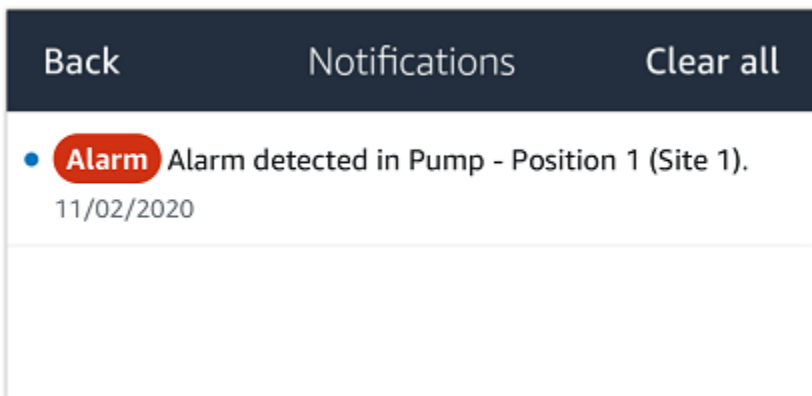 Back Notifications Clear all
Alarm Alarm detected in Pump - Position 1 (Site 1).
11/02/2020